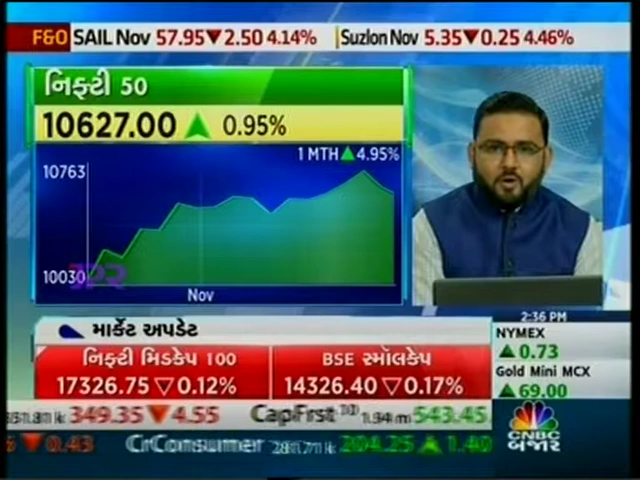 F&O SAIL Nov 57.95▼2.50 4.14% Suzlon Nov 5.35▼0.25 4.46%
નિફ્ટી 50
10627.00 ▲ 0.95%
1 MTH ▲4.95%
10763
10030
JPR
Nov
2:36 PM
માર્કેટ અપડેટ
નિફ્ટી મિડકેપ 100
17326.75 ▽0.12%
BSE સ્મૉલકેપ
14326.40 ▽0.17%
NYMEX
▲0.73
Gold Mini MCX
▲69.00
349.35 ▼ 4.55 CapFrst 543.45
▼0.43 CrConsumer 204.25 ▲ 1.40
CNBC
બજાર